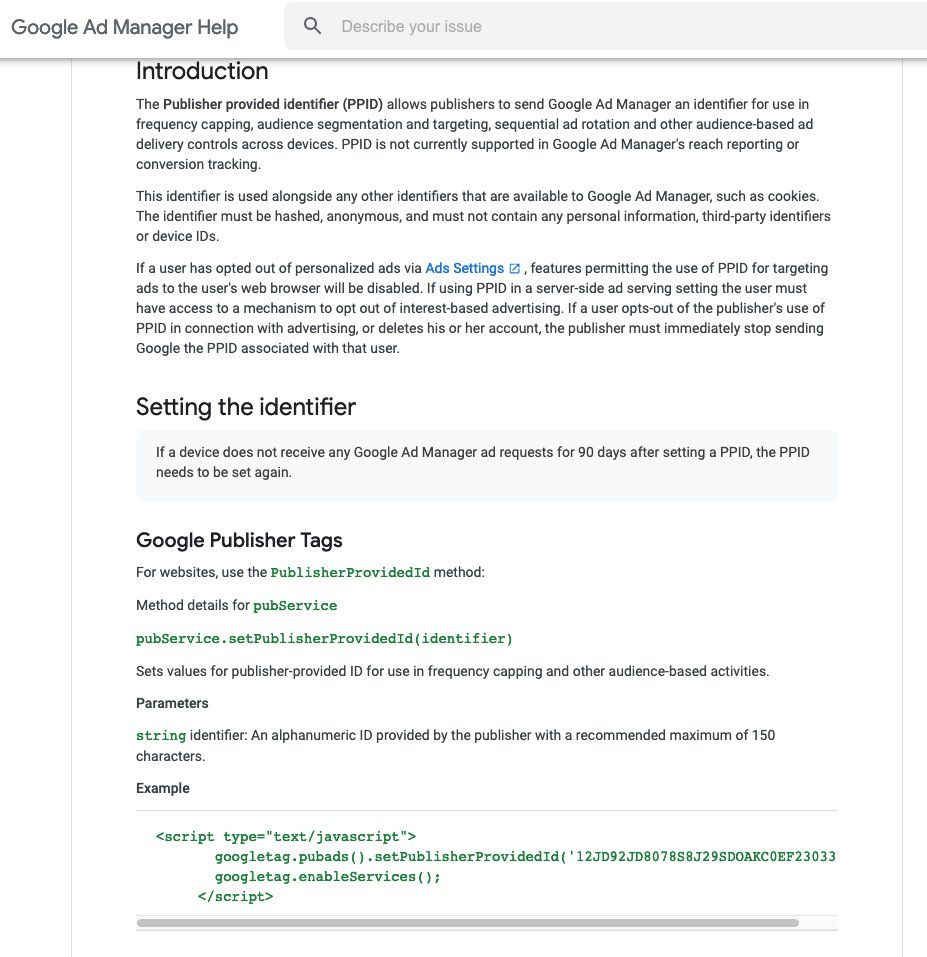 Google Ad Manager Help
Describe your issue
Introduction
The Publisher provided identifier (PPID) allows publishers to send Google Ad Manager an identifier for use in
frequency capping, audience segmentation and targeting, sequential ad rotation and other audience-based ad
delivery controls across devices. PPID is not currently supported in Google Ad Manager's reach reporting or
conversion tracking.
This identifier is used alongside any other identifiers that are available to Google Ad Manager, such as cookies.
The identifier must be hashed, anonymous, and must not contain any personal information, third-party identifiers
or device IDs.
If a user has opted out of personalized ads via Ads Settings , features permitting the use of PPID for targeting
ads to the user's web browser will be disabled. If using PPID in a server-side ad serving setting the user must
have access to a mechanism to opt out of interest-based advertising. If a user opts-out of the publisher's use of
PPID in connection with advertising, or deletes his or her account, the publisher must immediately stop sending
Google the PPID associated with that user.
Setting the identifier
If a device does not receive any Google Ad Manager ad requests for 90 days after setting a PPID, the PPID
needs to be set again.
Google Publisher Tags
For websites, use the PublisherProvidedId method:
Method details for pubService
pubService.setPublisherProvidedId(identifier)
Sets values for publisher-provided ID for use in frequency capping and other audience-based activities.
Parameters
string identifier: An alphanumeric ID provided by the publisher with a recommended maximum of 150
characters.
Example
<script type="text/javascript">
googletag.pubads().setPublisherProvidedId('12JD92JD8078S8J29SDOAKC0EF23033
googletag.enableServices();
</script>